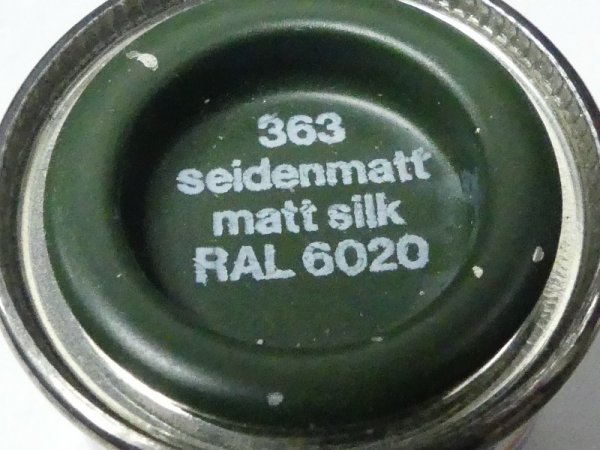 363
seidenmatt
matt silk
RAL 6020